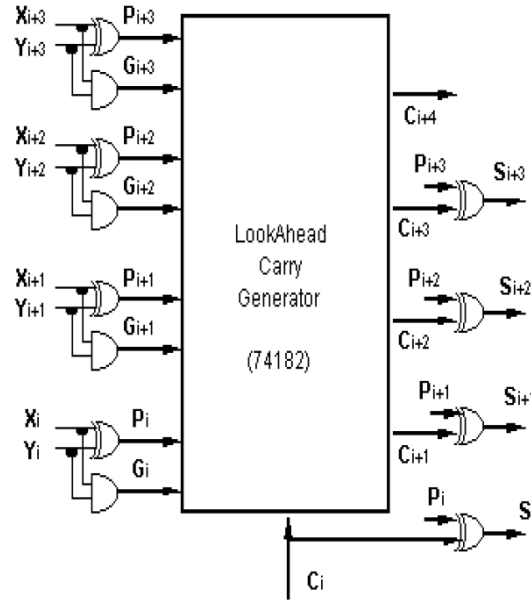 Xi+3
Pi+3
Yi+3
Gi+3
Ci+4
Xi+2
Pi+2
Yi+2
Gi+2
Pi+3
Si+3
Ci+3
LookAhead
Carry
Generator
(74182)
Xi+1
Pi+1
Yi+1
Gi+1
Pi+2
Si+2
Ci+2
Xi
Pi
Yi
Gi
Pi+1
Si+1
Ci+1
Pi
S
Ci